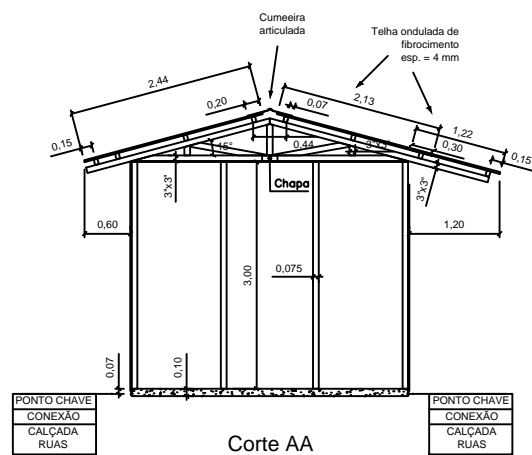 Cumeeira
articulada
Telha ondulada de
fibrocimento
esp. = 4 mm
2,44
0,20
0,07
2,13
0,15
1,22
0,30
0,15
15°
0,44
3"x3"
3"x3"
3"x3"
Chapa
0,60
1,20
3,00
0,075
0,07
0,10
PONTO CHAVE
CONEXÃO
CALÇADA
RUAS
PONTO CHAVE
CONEXÃO
CALÇADA
RUAS
Corte AA